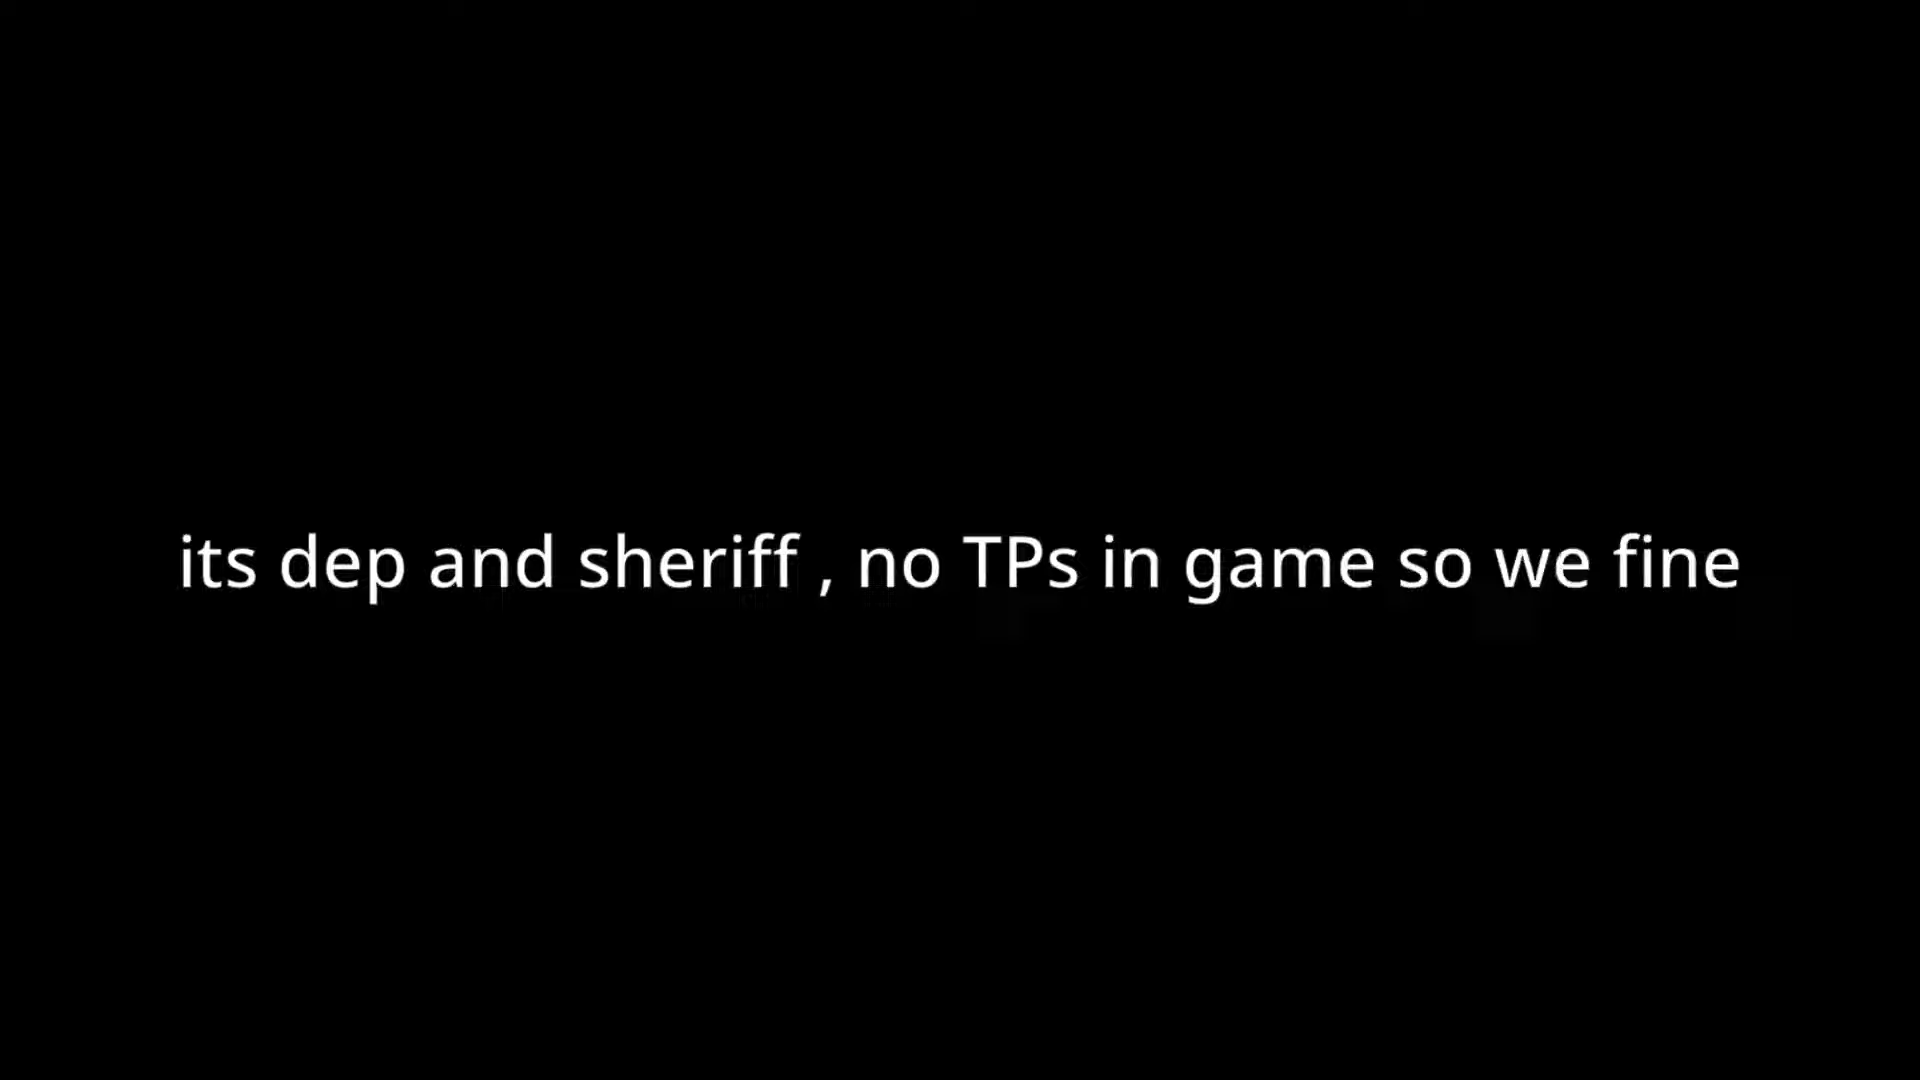 its dep and sheriff , no TPs in game so we fine